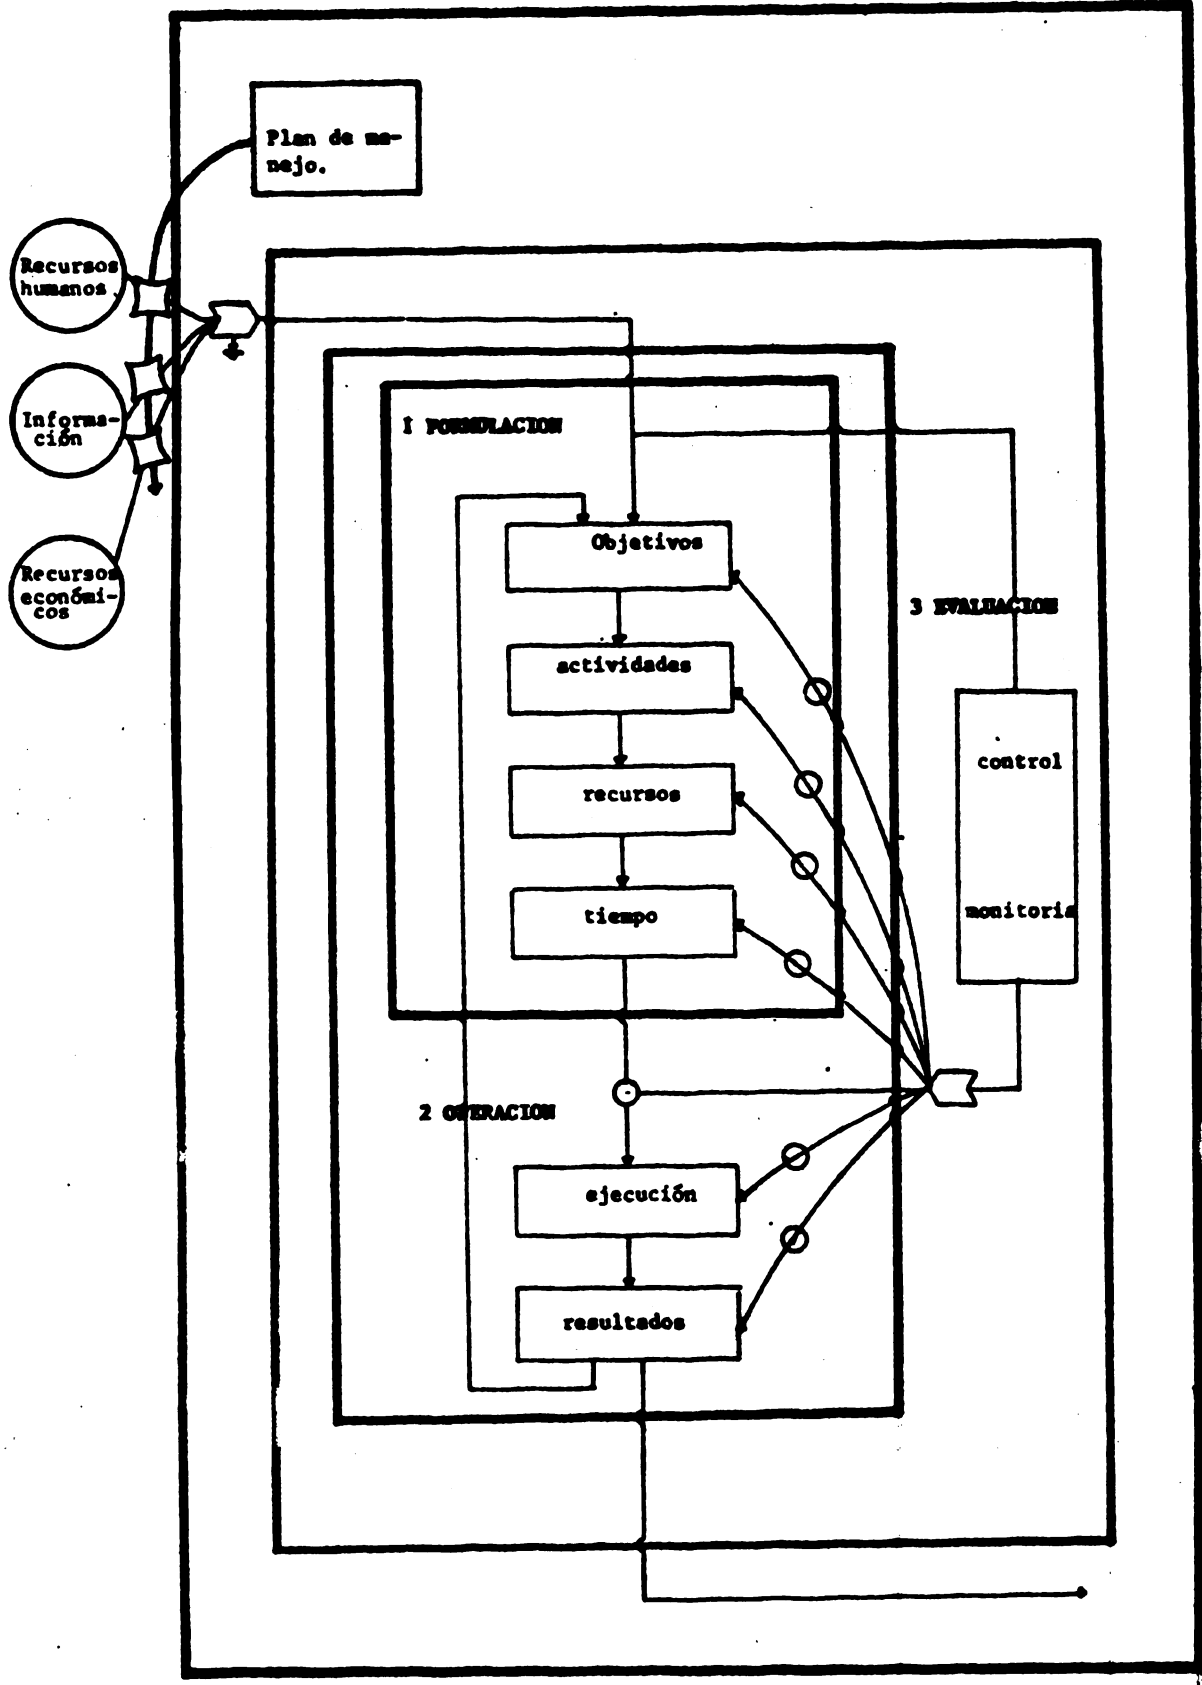 Plan de ma-
nejo.
Recursos
humanos
Informa-
ción
Recursos
económi-
cos
1 FORMULACION
Objetivos
actividades
recursos
tiempo
3 EVALUACION
control
monitoria
2 OPERACION
ejecución
resultados